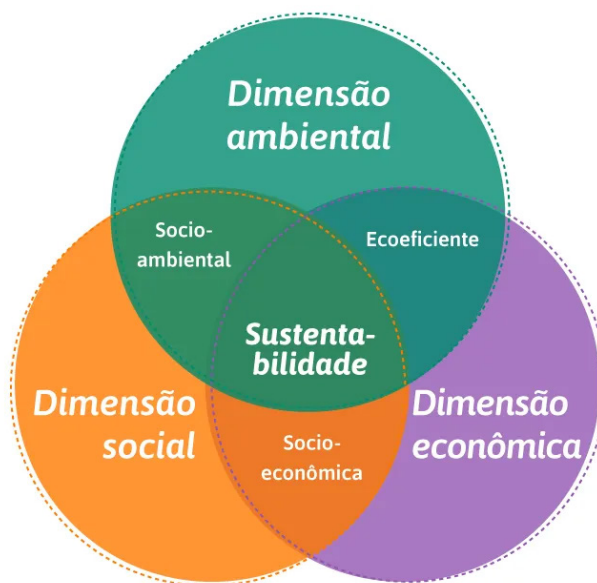 Dimensão
ambiental
Socio-
ambiental
Ecoeficiente
Sustenta-
bilidade
Dimensão
social
Dimensão
econômica
Socio-
econômica